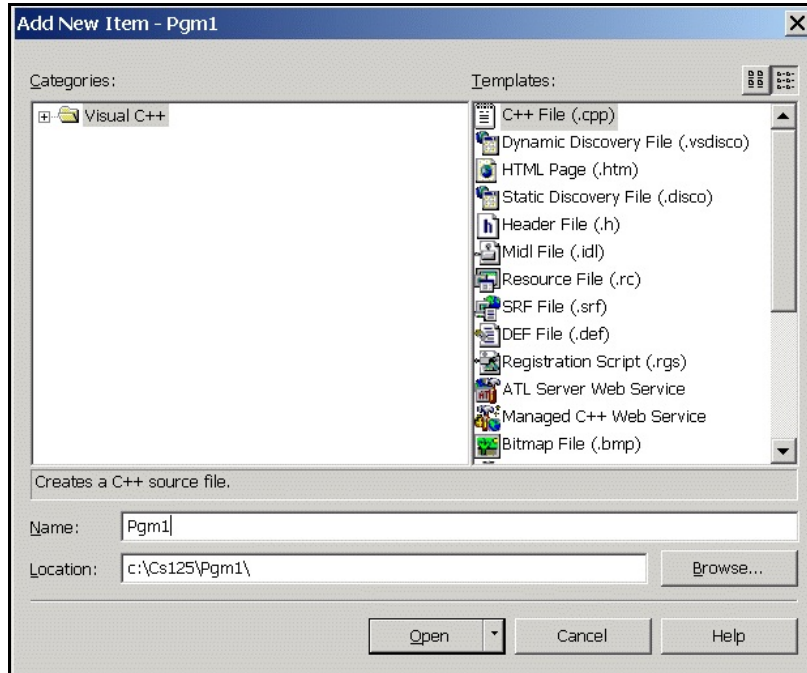 Add New Item - Pgm1
Categories:
Templates:
Visual C++
C++ File (.cpp)
Dynamic Discovery File (.vsdisco)
HTML Page (.htm)
Static Discovery File (.disco)
Header File (.h)
Midl File (.idl)
Resource File (.rc)
SRF File (.srf)
DEF File (.def)
Registration Script (.rgs)
ATL Server Web Service
Managed C++ Web Service
Bitmap File (.bmp)
Creates a C++ source file.
Name: Pgm1
Location: c:\Cs125\Pgm1\
Browse...
Open
Cancel
Help